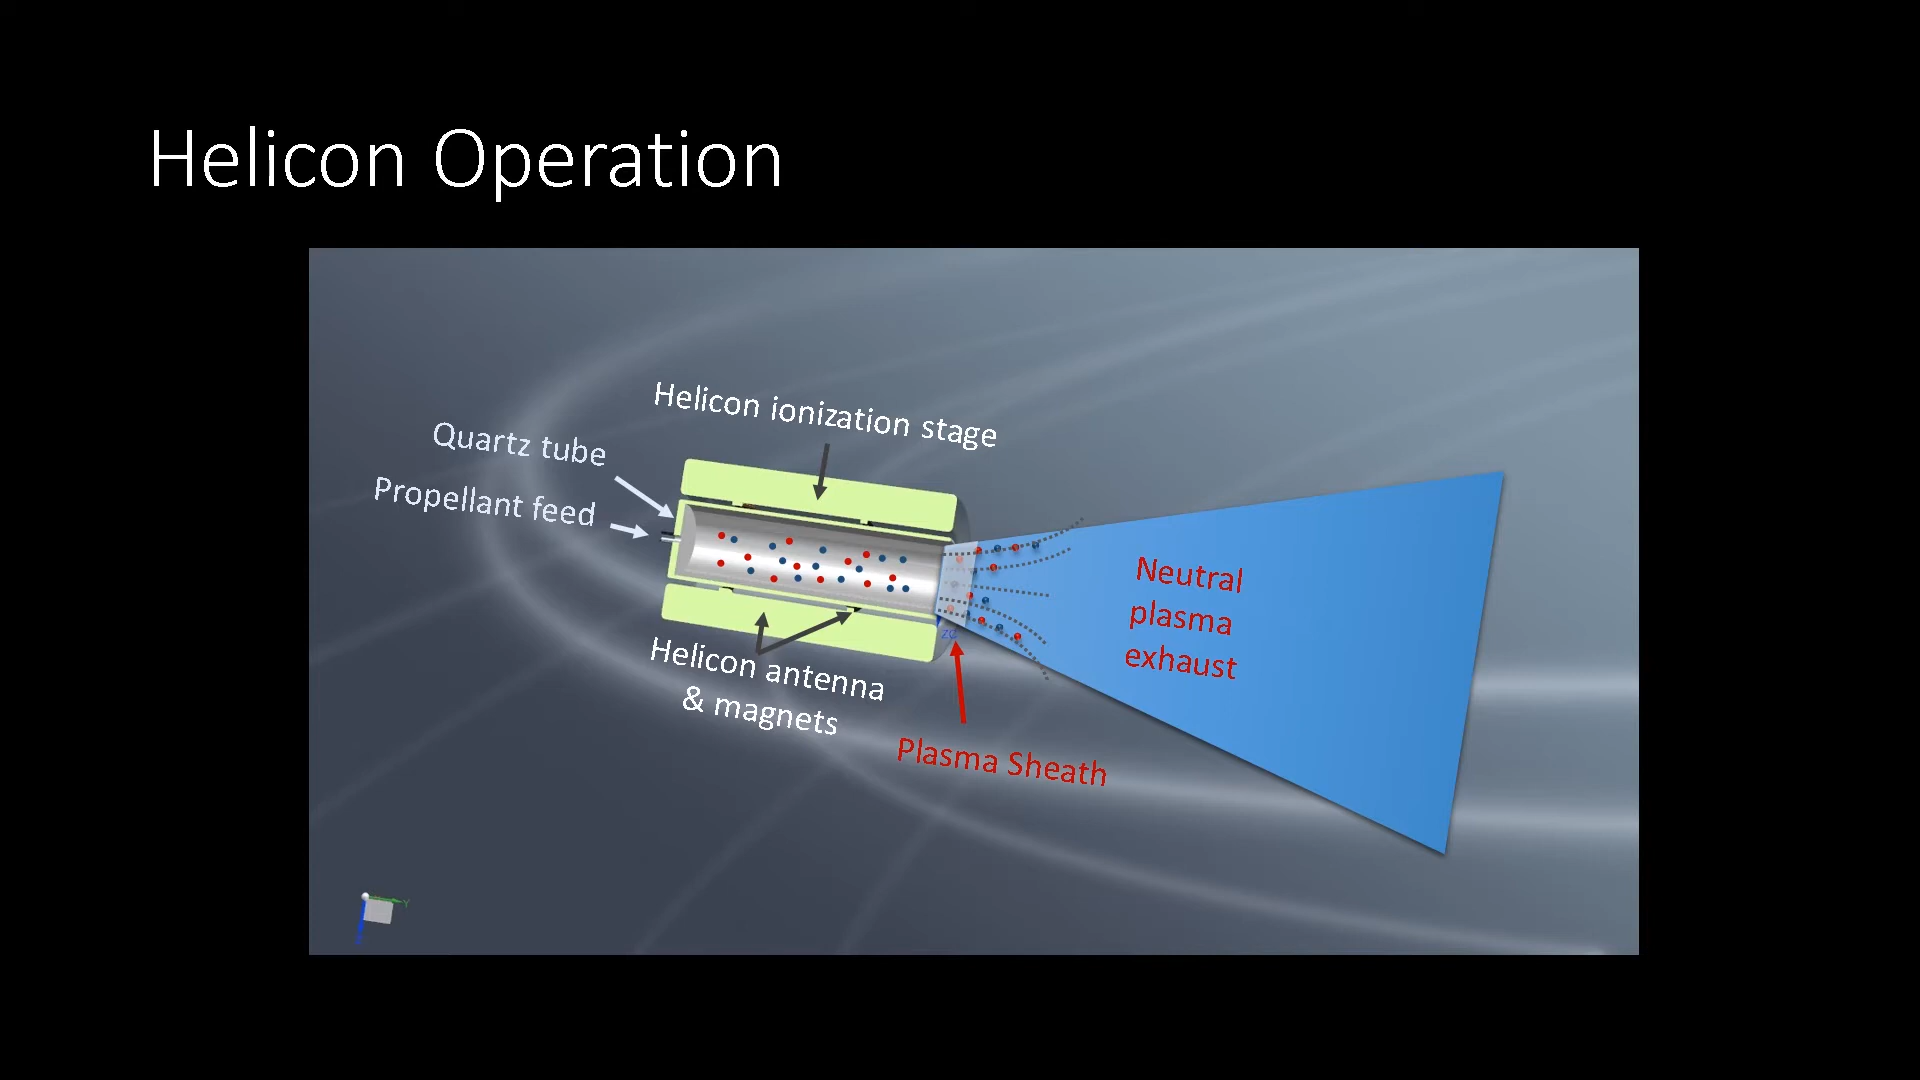 Helicon Operation
Helicon ionization stage
Quartz tube
Propellant feed
Neutral
plasma
exhaust
Helicon antenna
& magnets
Plasma Sheath
Y